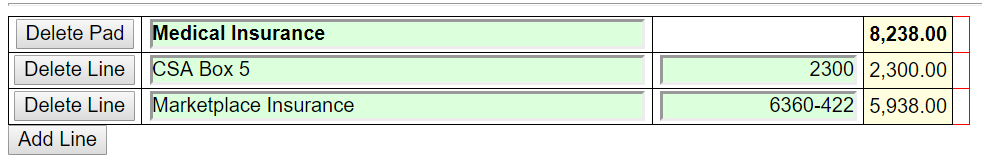 Delete Pad Medical Insurance 8,238.00
Delete Line CSA Box 5 2300 2,300.00
Delete Line Marketplace Insurance 6360-422 5,938.00
Add Line